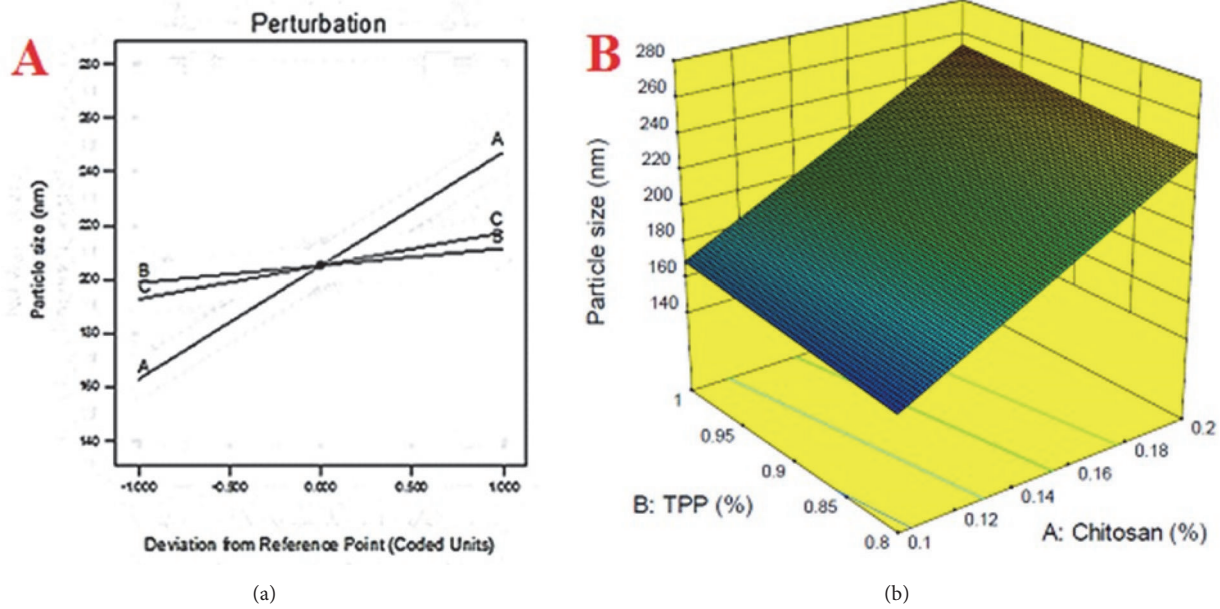 A
Perturbation
280
260
240
220
200
180
160
140
Particle size (nm)
A
C
B
B
C
A
-1.000
-0.500
0.000
0.500
1.000
Deviation from Reference Point (Coded Units)
(a)
B
280
260
240
220
200
180
160
140
Particle size (nm)
1
0.95
0.9
0.85
0.8
B: TPP (%)
0.1
0.12
0.14
0.16
0.18
0.2
A: Chitosan (%)
(b)